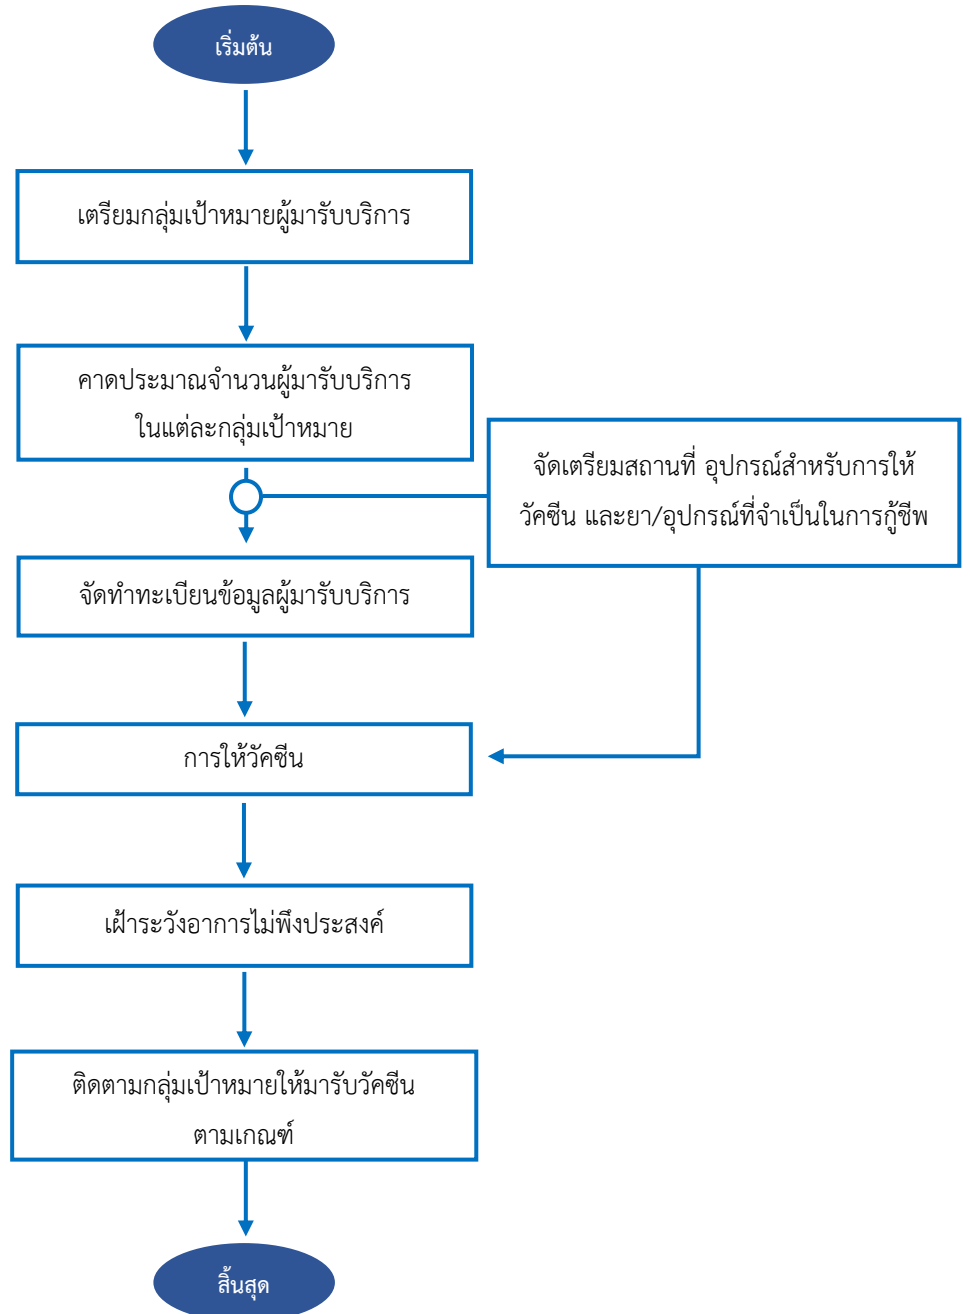 เริ่มต้น
เตรียมกลุ่มเป้าหมายผู้มารับบริการ
คาดประมาณจำนวนผู้มารับบริการ
ในแต่ละกลุ่มเป้าหมาย
จัดเตรียมสถานที่ อุปกรณ์สำหรับการให้
วัคซีน และยา/อุปกรณ์ที่จำเป็นในการกู้ชีพ
จัดทำทะเบียนข้อมูลผู้มารับบริการ
การให้วัคซีน
เฝ้าระวังอาการไม่พึงประสงค์
ติดตามกลุ่มเป้าหมายให้มารับวัคซีน
ตามเกณฑ์
สิ้นสุด